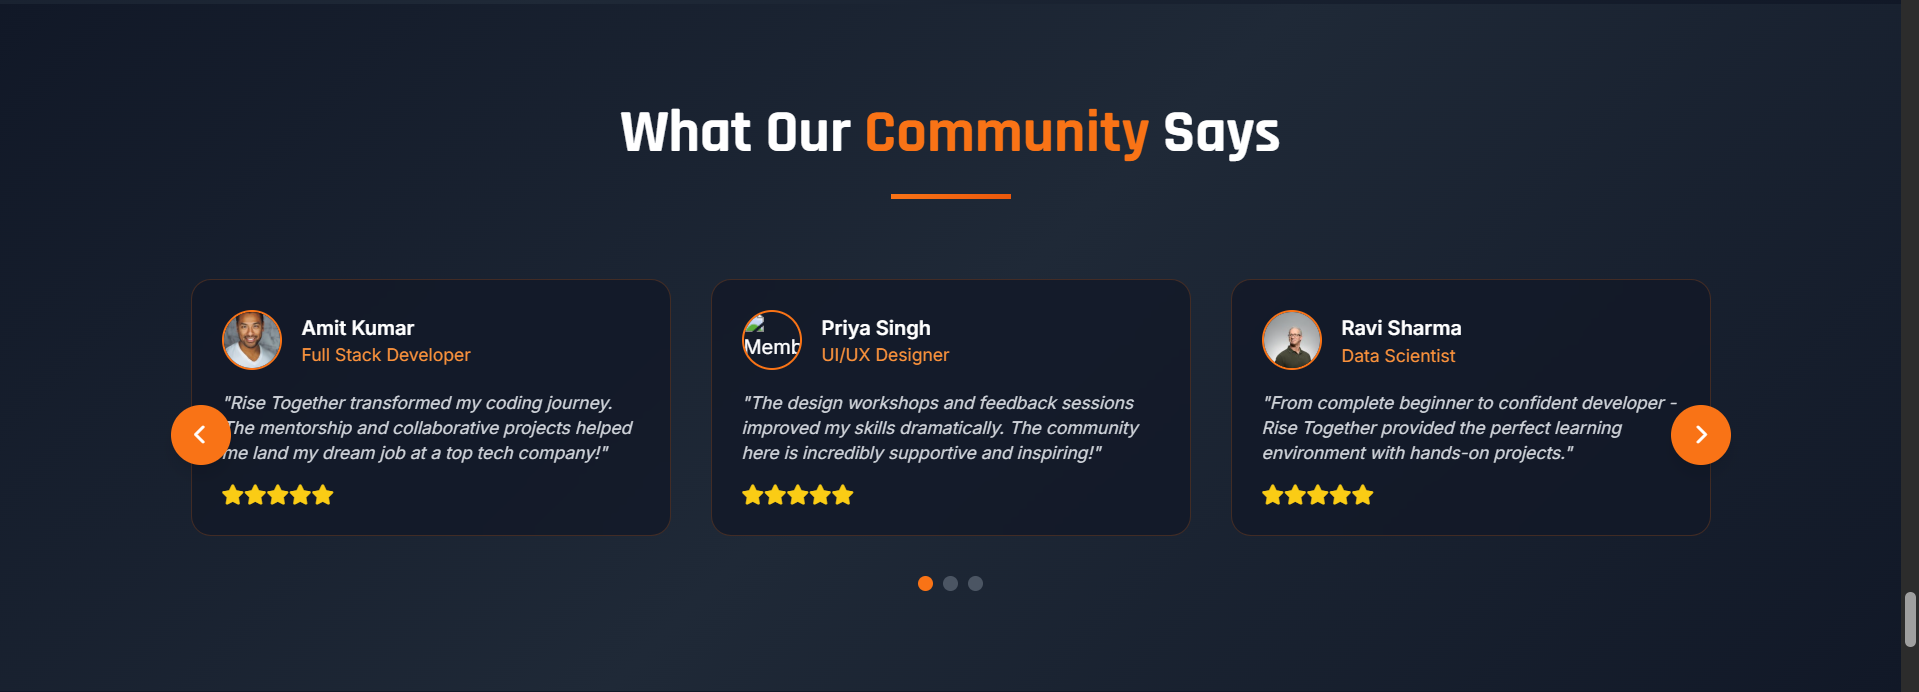 What Our Community Says
Amit Kumar
Full Stack Developer
"Rise Together transformed my coding journey.
The mentorship and collaborative projects helped
me land my dream job at a top tech company!"
Memb
Priya Singh
UI/UX Designer
"The design workshops and feedback sessions
improved my skills dramatically. The community
here is incredibly supportive and inspiring!"
Ravi Sharma
Data Scientist
"From complete beginner to confident developer -
Rise Together provided the perfect learning
environment with hands-on projects."